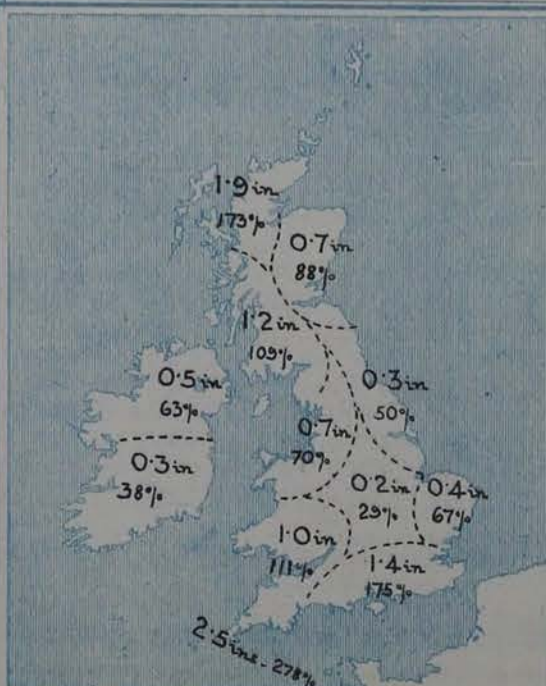 1.9 in
173%
0.7 in
88%
1.2 in
109%
0.5 in
63%
0.3 in
50%
0.7 in
70%
0.3 in
38%
0.2 in
29%
0.4 in
67%
1.0 in
111%
1.4 in
175%
2.5 ins - 278%